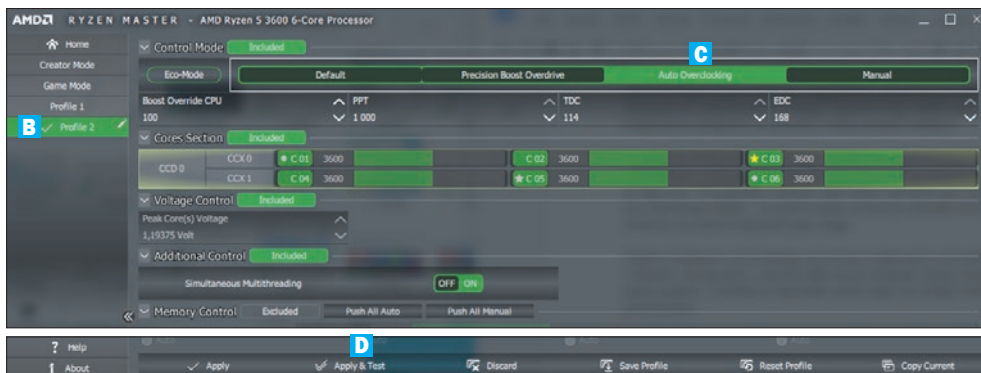 AMD RYZEN MASTER - AMD Ryzen 5 3600 6-Core Processor
Home
Creator Mode
Game Mode
Profile 1
B Profile 2
Control Mode Included
C
Eco-Mode Default Precision Boost Overdrive Auto Overclocking Manual
Boost Override CPU PPT TDC EDC
100 1 000 114 168
Cores Section Included
CCD 0
CCX 0 C 01 3600 C 02 3600 C 03 3600
CCX 1 C 04 3600 C 05 3600 C 06 3600
Voltage Control Included
Peak Core(s) Voltage
1,19375 Volt
Additional Control Included
Simultaneous Multithreading OFF ON
Memory Control Excluded Push All Auto Push All Manual
D
Help
About
Apply Apply & Test Discard Save Profile Reset Profile Copy Current